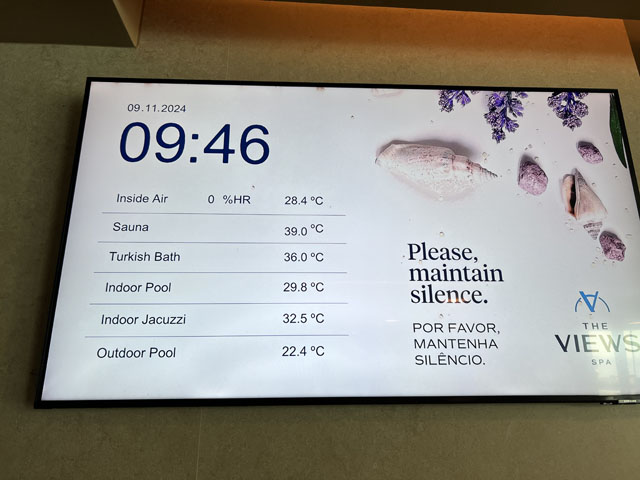 09.11.2024
09:46
Inside Air 0 %HR 28.4 ºC
Sauna 39.0 ºC
Turkish Bath 36.0 ºC
Indoor Pool 29.8 ºC
Indoor Jacuzzi 32.5 ºC
Outdoor Pool 22.4 ºC
Please,
maintain
silence.
POR FAVOR,
MANTENHA
SILÊNCIO.
THE
VIEWS
SPA